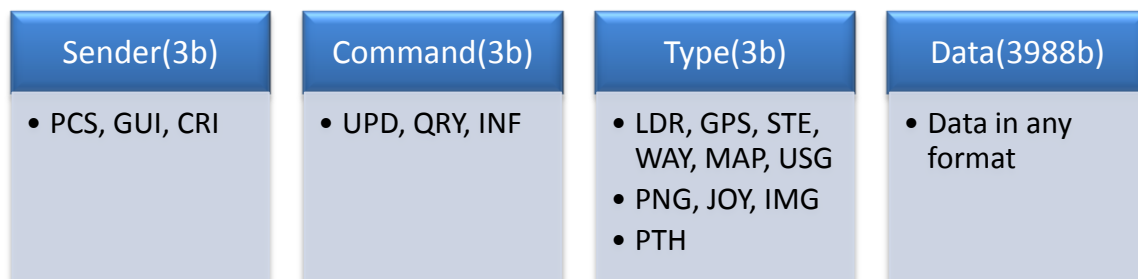 Sender(3b)
• PCS, GUI, CRI
Command(3b)
• UPD, QRY, INF
Type(3b)
• LDR, GPS, STE,
WAY, MAP, USG
• PNG, JOY, IMG
• PTH
Data(3988b)
• Data in any
format